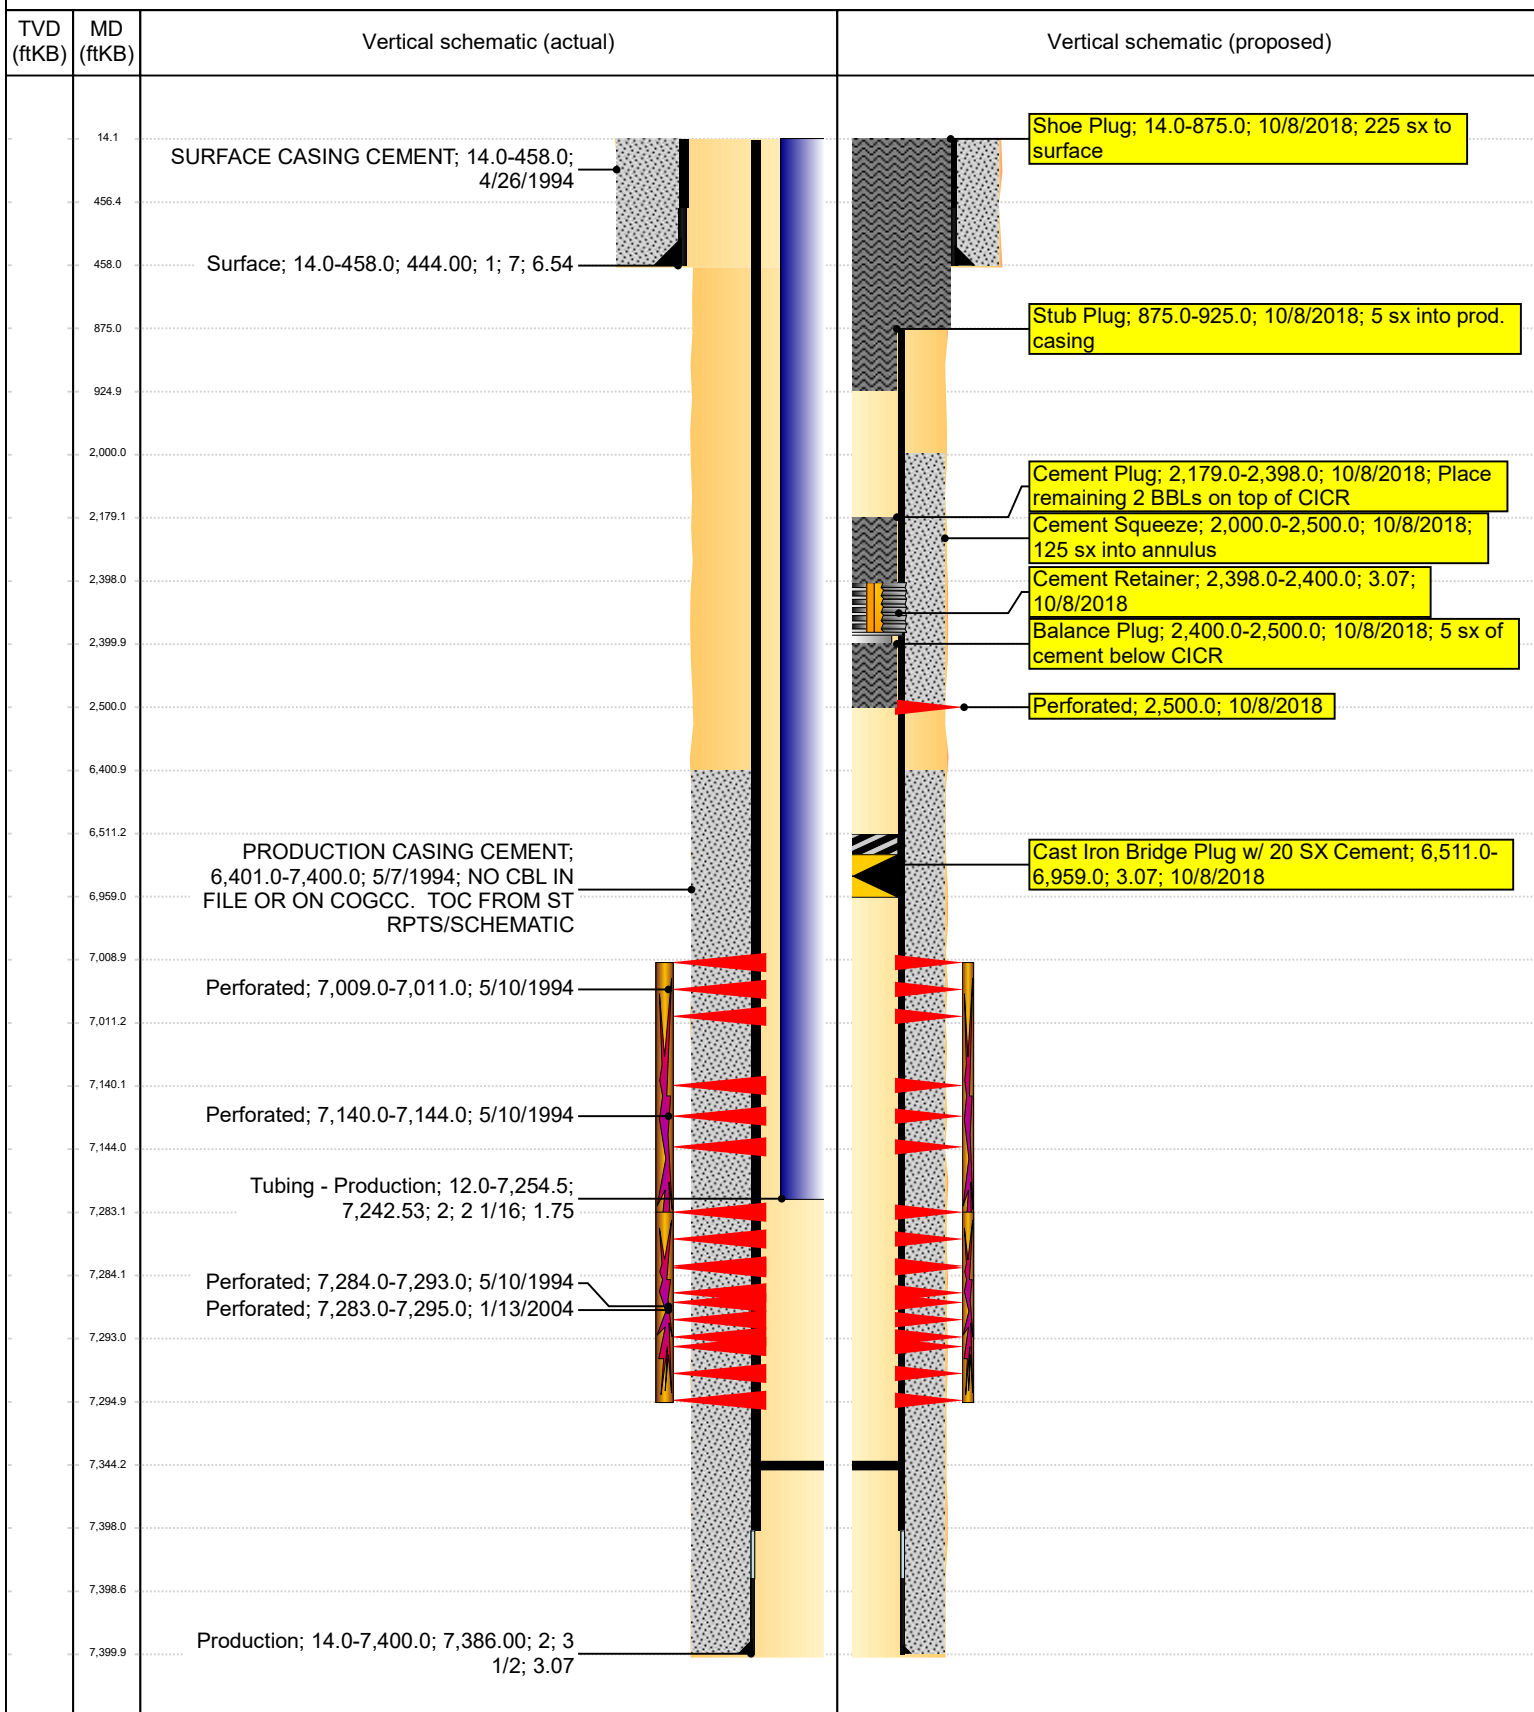 TVD
(ftKB)
MD
(ftKB)
Vertical schematic (actual)
Vertical schematic (proposed)
14.1
456.4
458.0
875.0
924.9
2,000.0
2,179.1
2,398.0
2,399.9
2,500.0
6,400.9
6,511.2
6,959.0
7,008.9
7,011.2
7,140.1
7,144.0
7,283.1
7,284.1
7,293.0
7,294.9
7,344.2
7,398.0
7,398.6
7,399.9
SURFACE CASING CEMENT; 14.0-458.0;
4/26/1994
Surface; 14.0-458.0; 444.00; 1; 7; 6.54
PRODUCTION CASING CEMENT;
6,401.0-7,400.0; 5/7/1994; NO CBL IN
FILE OR ON COGCC.  TOC FROM ST
RPTS/SCHEMATIC
Perforated; 7,009.0-7,011.0; 5/10/1994
Perforated; 7,140.0-7,144.0; 5/10/1994
Tubing - Production; 12.0-7,254.5;
7,242.53; 2; 2 1/16; 1.75
Perforated; 7,284.0-7,293.0; 5/10/1994
Perforated; 7,283.0-7,295.0; 1/13/2004
Production; 14.0-7,400.0; 7,386.00; 2; 3
1/2; 3.07
Shoe Plug; 14.0-875.0; 10/8/2018; 225 sx to
surface
Stub Plug; 875.0-925.0; 10/8/2018; 5 sx into prod.
casing
Cement Plug; 2,179.0-2,398.0; 10/8/2018; Place
remaining 2 BBLs on top of CICR
Cement Squeeze; 2,000.0-2,500.0; 10/8/2018;
125 sx into annulus
Cement Retainer; 2,398.0-2,400.0; 3.07;
10/8/2018
Balance Plug; 2,400.0-2,500.0; 10/8/2018; 5 sx of
cement below CICR
Perforated; 2,500.0; 10/8/2018
Cast Iron Bridge Plug w/ 20 SX Cement; 6,511.0-
6,959.0; 3.07; 10/8/2018